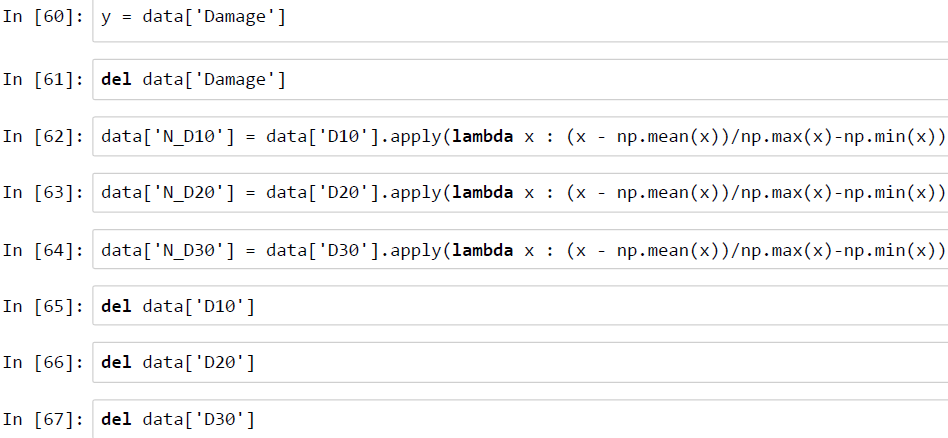 In [60]: y = data['Damage']
In [61]: del data['Damage']
In [62]: data['N_D10'] = data['D10'].apply(lambda x : (x - np.mean(x))/np.max(x)-np.min(x))
In [63]: data['N_D20'] = data['D20'].apply(lambda x : (x - np.mean(x))/np.max(x)-np.min(x))
In [64]: data['N_D30'] = data['D30'].apply(lambda x : (x - np.mean(x))/np.max(x)-np.min(x))
In [65]: del data['D10']
In [66]: del data['D20']
In [67]: del data['D30']